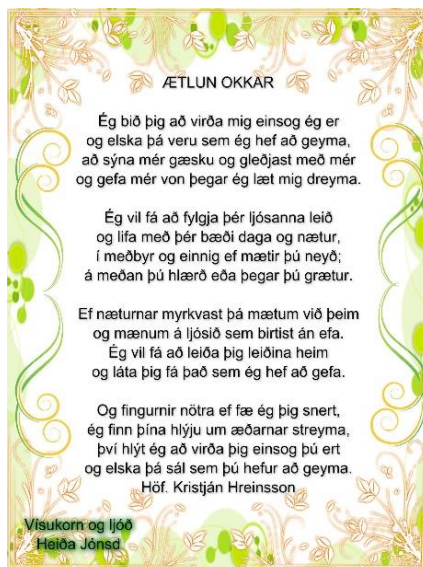 ÆTLUN OKKAR
Ég bið þig að virða mig einsog ég er
og elska þá veru sem ég hef að geyma,
að sýna mér gæsku og gleðjast með mér
og gefa mér von þegar ég læt mig dreyma.
Ég vil fá að fylgja þér ljósanna leið
og lifa með þér bæði daga og nætur,
í meðbyr og einnig ef mætir þú neyð;
á meðan þú hlærð eða þegar þú grætur.
Ef næturnar myrkvast þá mætum við þeim
og mænum á ljósið sem birtist án efa.
Ég vil fá að leiða þig leiðina heim
og láta þig fá það sem ég hef að gefa.
Og fingurnir nötra ef fæ ég þig snert,
ég finn þína hlýju um æðarnar streyma,
því hlýt ég að virða þig einsog þú ert
og elska þá sál sem þú hefur að geyma.
Höf. Kristján Hreinsson
Vísukorn og ljóð
Heiða Jónsd